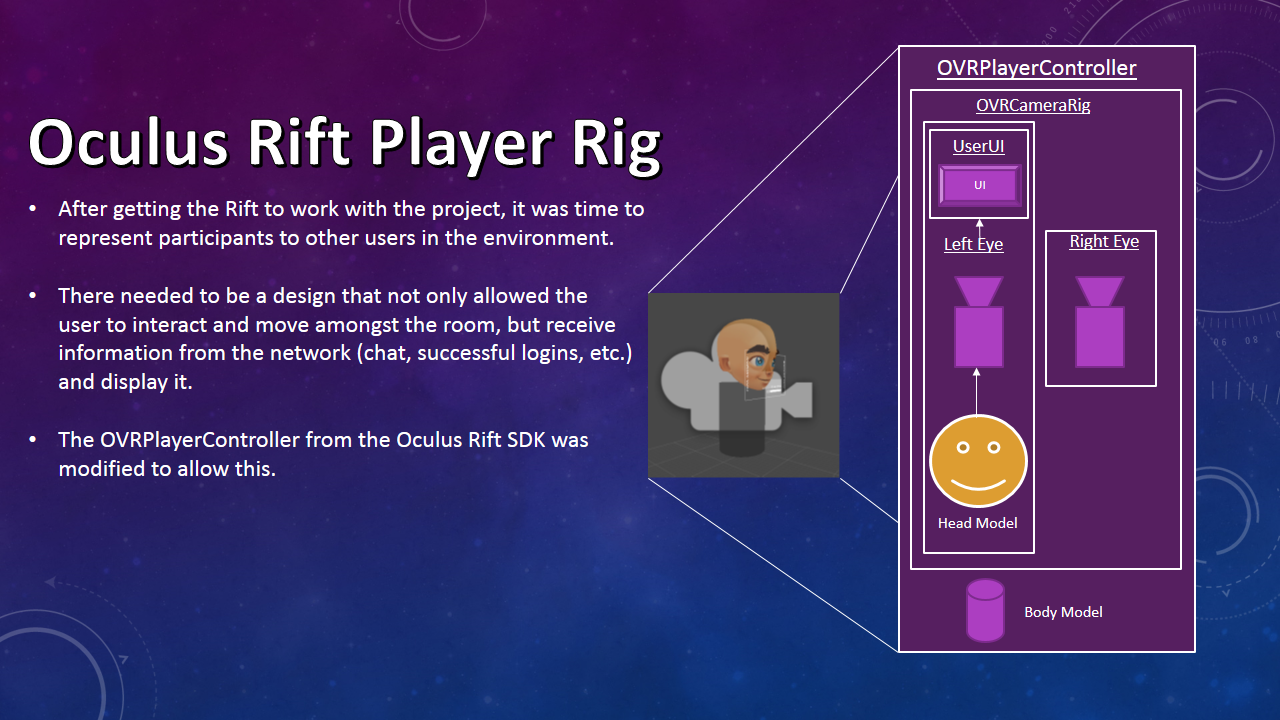 Oculus Rift Player Rig
• After getting the Rift to work with the project, it was time to
represent participants to other users in the environment.
• There needed to be a design that not only allowed the
user to interact and move amongst the room, but receive
information from the network (chat, successful logins, etc.)
and display it.
• The OVRPlayerController from the Oculus Rift SDK was
modified to allow this.
OVRPlayerController
OVRCameraRig
UserUI
UI
Left Eye
Right Eye
Head Model
Body Model